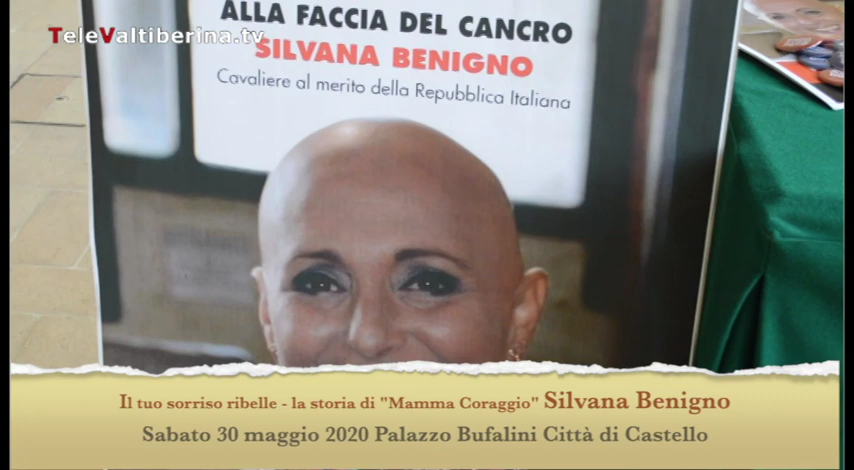 TeleValtiberina.tv
ALLA FACCIA DEL CANCRO
SILVANA BENIGNO
Cavaliere al merito della Repubblica Italiana
Il tuo sorriso ribelle - la storia di "Mamma Coraggio" Silvana Benigno
Sabato 30 maggio 2020 Palazzo Bufalini Città di Castello